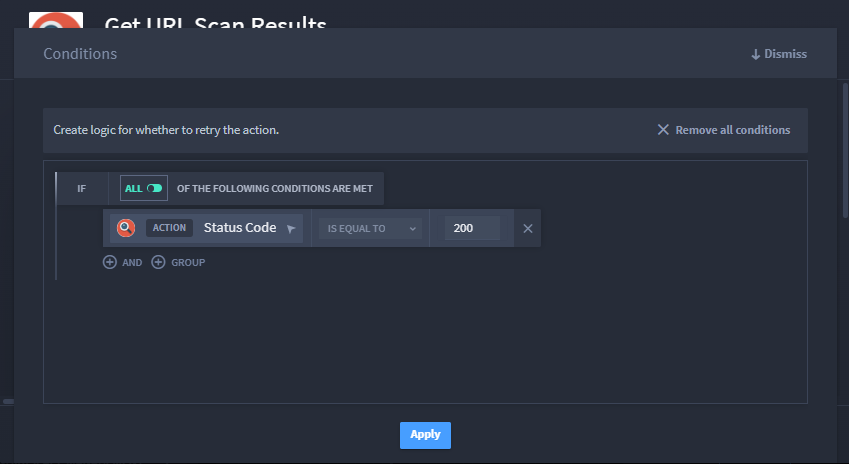 Get URL Scan Results
Conditions
Dismiss
Create logic for whether to retry the action.
Remove all conditions
IF
ALL
OF THE FOLLOWING CONDITIONS ARE MET
ACTION
Status Code
IS EQUAL TO
200
AND
GROUP
Apply